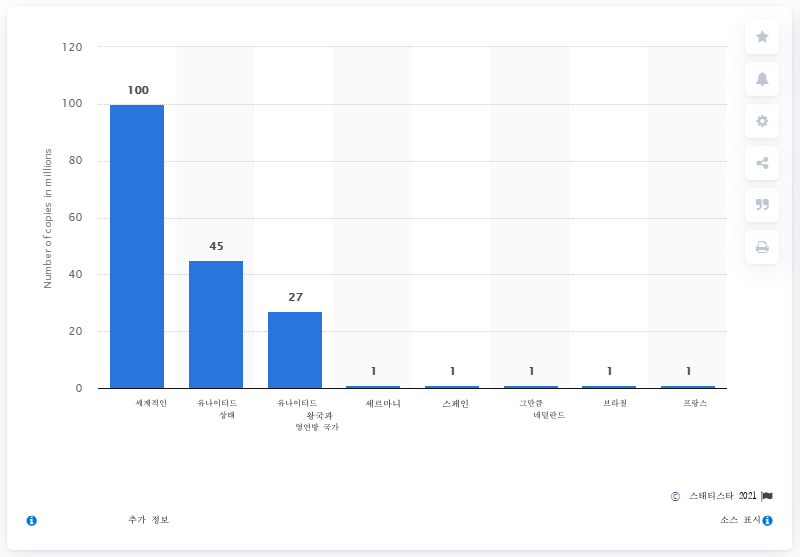 120
100
80
60
40
20
0
Number of copies in millions
100
45
27
1
1
1
1
1
세계적인
유나이티드
상태
유나이티드
왕국과
영연방 국가
세르마니
스페인
그만큼
네덜란드
브라질
프랑스
© 스태티스타 2021
추가 정보
소스 표시